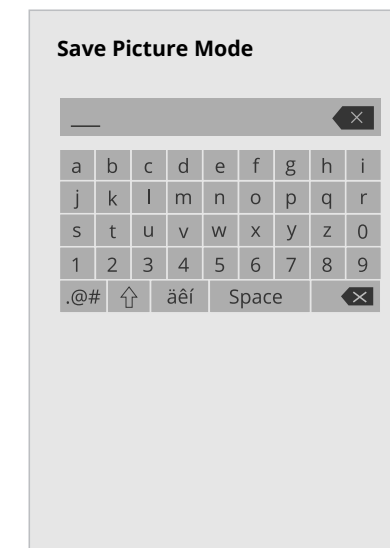 Save Picture Mode
a b c d e f g h i
j k l m n o p q r
s t u v w x y z 0
1 2 3 4 5 6 7 8 9
.@# äêí Space